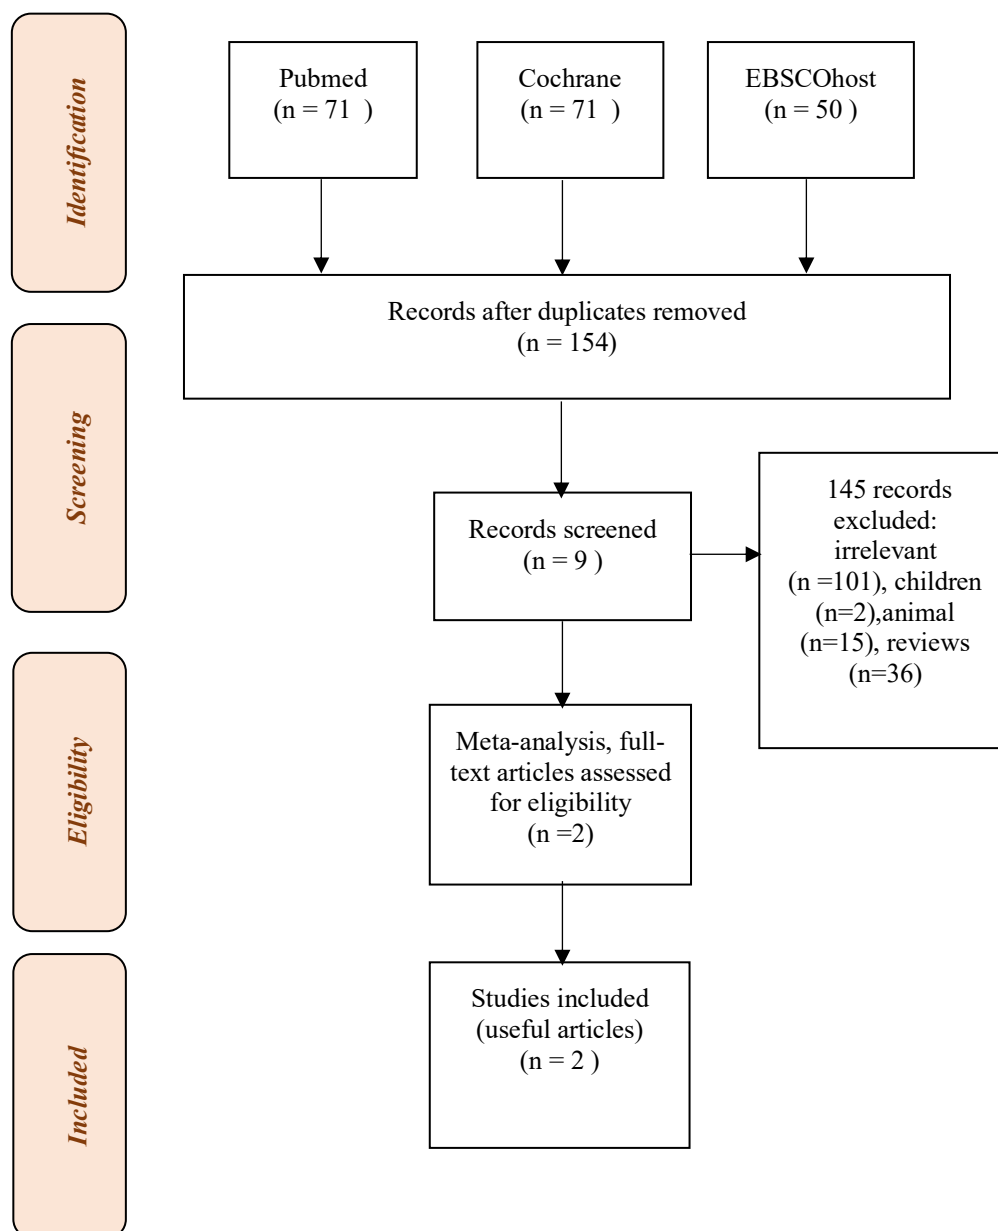 Identification
Pubmed
(n = 71 )
Cochrane
(n = 71 )
EBSCOhost
(n = 50 )
Records after duplicates removed
(n = 154)
Screening
Records screened
(n = 9 )
145 records
excluded:
irrelevant
(n =101), children
(n=2),animal
(n=15), reviews
(n=36)
Eligibility
Meta-analysis, full-
text articles assessed
for eligibility
(n =2)
Included
Studies included
(useful articles)
(n = 2 )